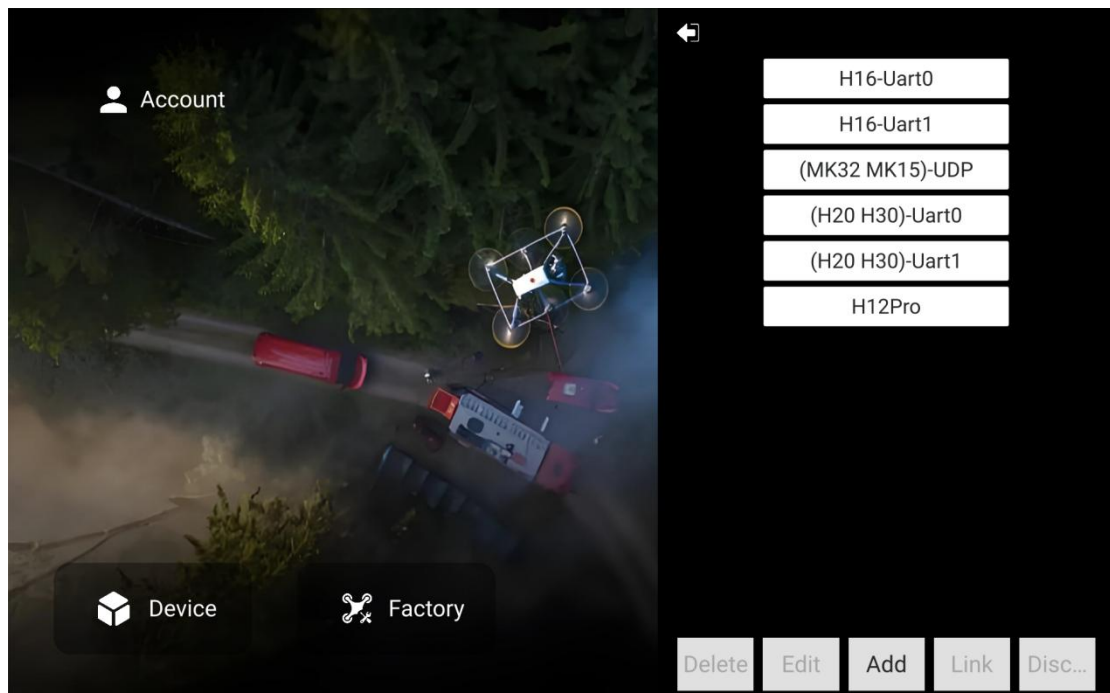 Account
Device
Factory
H16-Uart0
H16-Uart1
(MK32 MK15)-UDP
(H20 H30)-Uart0
(H20 H30)-Uart1
H12Pro
Delete
Edit
Add
Link
Disc...